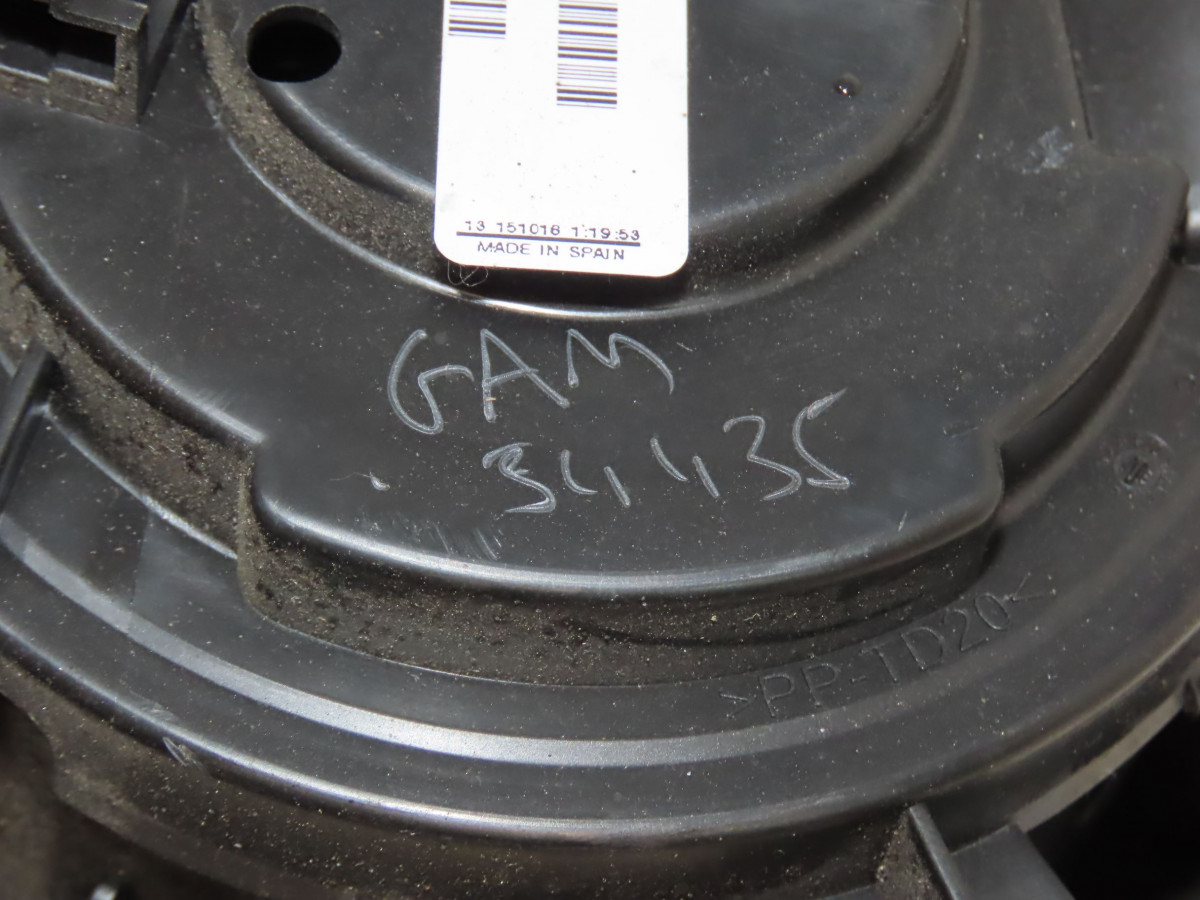 13 151016 1:19:53
MADE IN SPAIN
GAM
34435
>PP-TD20<